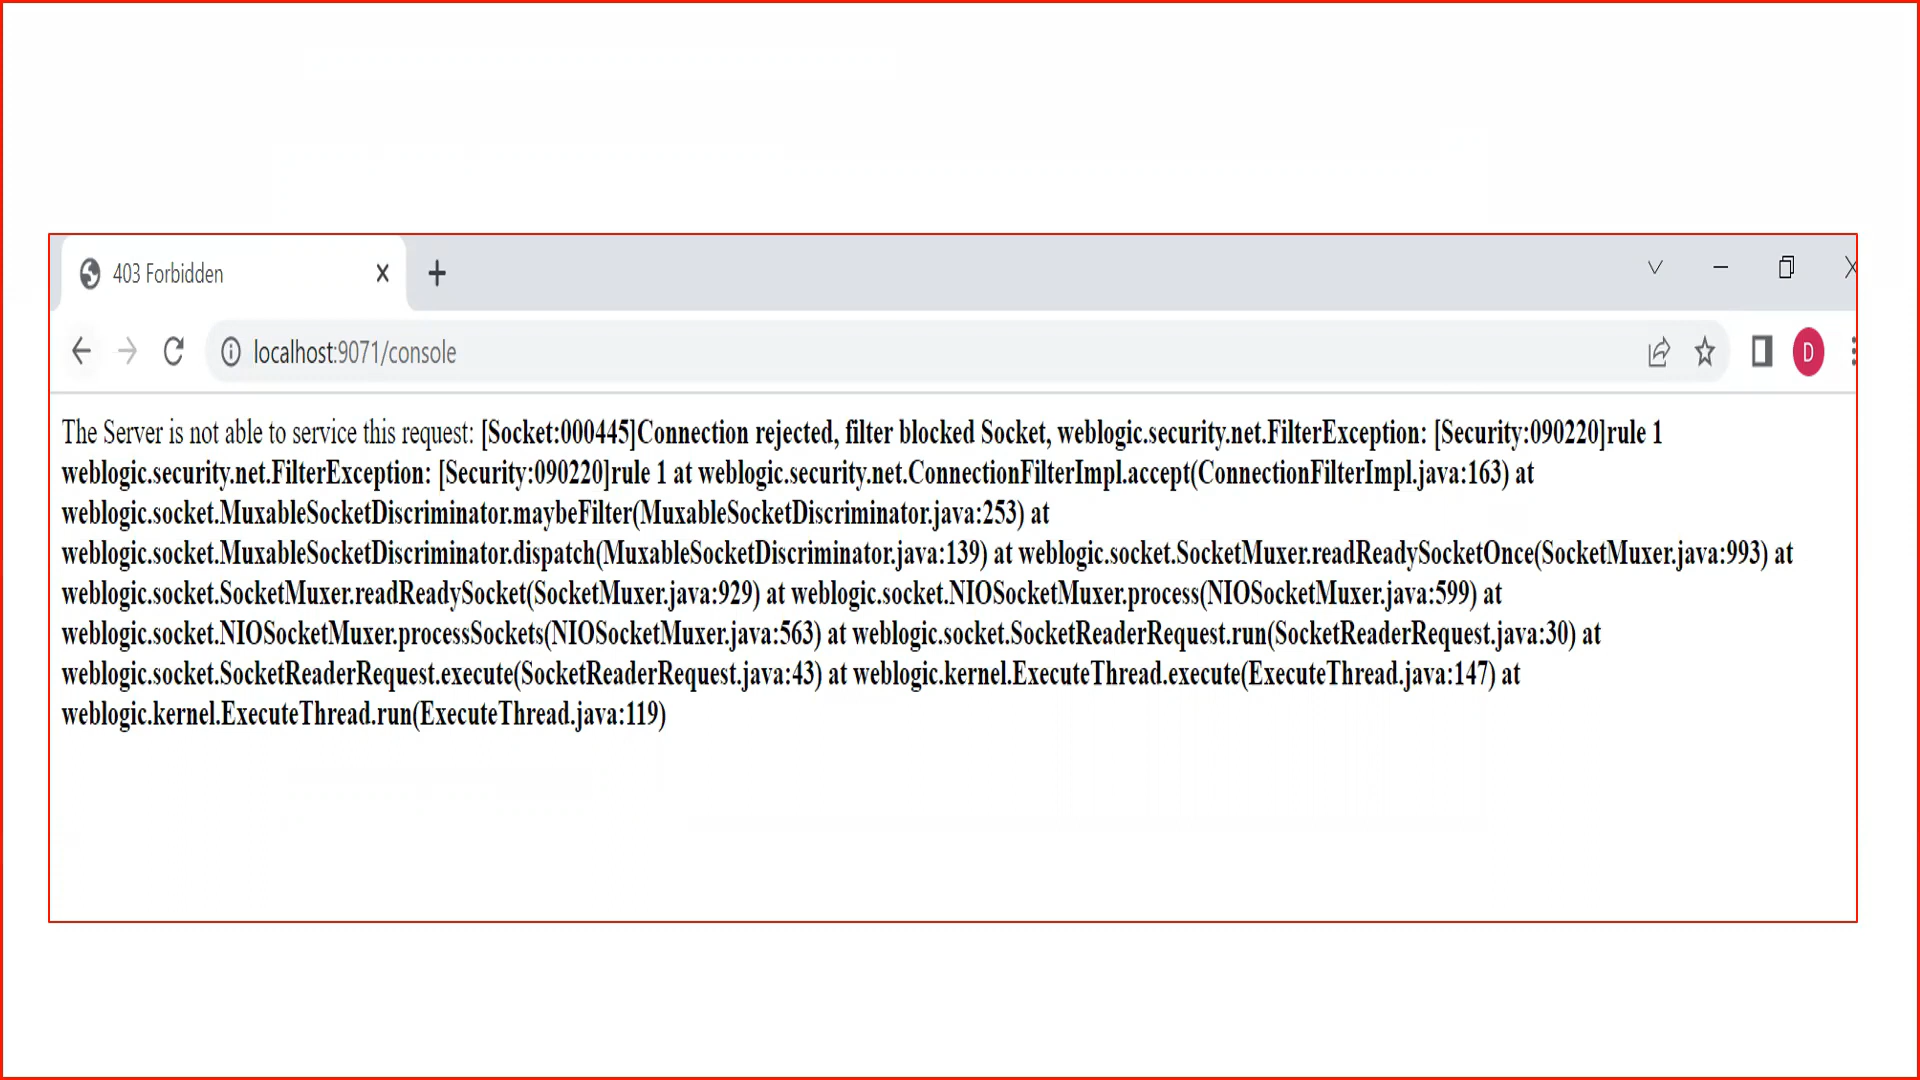 403 Forbidden
localhost:9071/console
D
The Server is not able to service this request: [Socket:000445]Connection rejected, filter blocked Socket, weblogic.security.net.FilterException: [Security:090220]rule 1
weblogic.security.net.FilterException: [Security:090220]rule 1 at weblogic.security.net.ConnectionFilterImpl.accept(ConnectionFilterImpl.java:163) at
weblogic.socket.MuxableSocketDiscriminator.maybeFilter(MuxableSocketDiscriminator.java:253) at
weblogic.socket.MuxableSocketDiscriminator.dispatch(MuxableSocketDiscriminator.java:139) at weblogic.socket.SocketMuxer.readReadySocketOnce(SocketMuxer.java:993) at
weblogic.socket.SocketMuxer.readReadySocket(SocketMuxer.java:929) at weblogic.socket.NIOSocketMuxer.process(NIOSocketMuxer.java:599) at
weblogic.socket.NIOSocketMuxer.processSockets(NIOSocketMuxer.java:563) at weblogic.socket.SocketReaderRequest.run(SocketReaderRequest.java:30) at
weblogic.socket.SocketReaderRequest.execute(SocketReaderRequest.java:43) at weblogic.kernel.ExecuteThread.execute(ExecuteThread.java:147) at
weblogic.kernel.ExecuteThread.run(ExecuteThread.java:119)